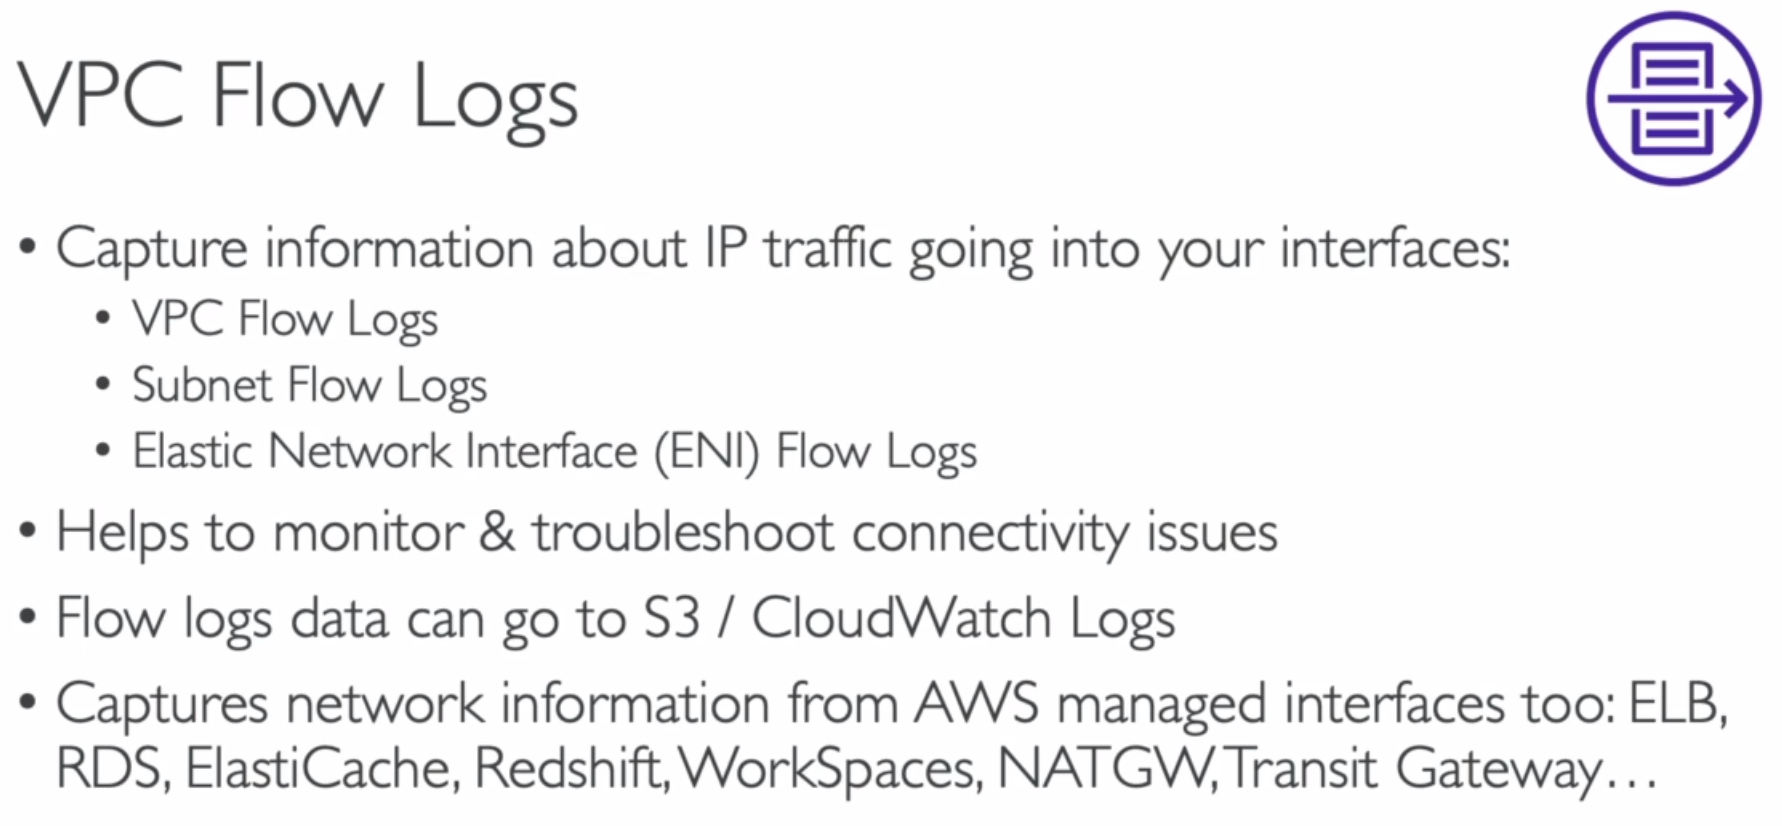 VPC Flow Logs
• Capture information about IP traffic going into your interfaces:
• VPC Flow Logs
• Subnet Flow Logs
• Elastic Network Interface (ENI) Flow Logs
• Helps to monitor & troubleshoot connectivity issues
• Flow logs data can go to S3 / CloudWatch Logs
• Captures network information from AWS managed interfaces too: ELB,
RDS, ElastiCache, Redshift, WorkSpaces, NATGW, Transit Gateway...